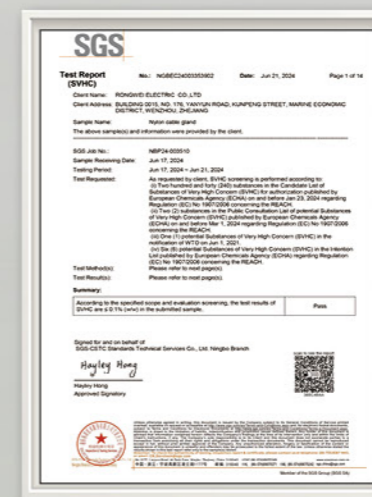 SGS
Test Report
(SVHC)
No.: NGBEC24003353902
Date: Jun 21, 2024
Page 1 of 14
Client Name: RONGWEI ELECTRIC CO.,LTD
Client Address: BUILDING 0015, NO. 176, YANYUN ROAD, KUNPENG STREET, MARINE ECONOMIC
DISTRICT, WENZHOU, ZHEJIANG
Sample Name: Nylon cable gland
The above sample(s) and information were provided by the client.
SGS Job No.: NBP24-003510
Sample Receiving Date: Jun 17, 2024
Testing Period: Jun 17, 2024 ~ Jun 21, 2024
Test Requested: As requested by client, SVHC screening is performed according to:
(i) Two hundred and forty (240) substances in the Candidate List of
Substances of Very High Concern (SVHC) for authorization published by
European Chemicals Agency (ECHA) on and before Jan 23, 2024 regarding
Regulation (EC) No 1907/2006 concerning the REACH.
(ii) Two (2) substances in the Public Consultation List of potential Substances
of Very High Concern (SVHC) published by European Chemicals Agency
(ECHA) on and before Mar 1, 2024 regarding Regulation (EC) No 1907/2006
concerning the REACH.
(iii) One (1) potential Substances of Very High Concern (SVHC) in the
notification of WTO on Jun 1, 2021.
(iv) Six (6) potential Substances of Very High Concern (SVHC) in the Intention
List published by European Chemicals Agency (ECHA) regarding Regulation
(EC) No 1907/2006 concerning the REACH.
Test Method(s): Please refer to next page(s).
Test Result(s): Please refer to next page(s).
Summary:
According to the specified scope and evaluation screening, the test results of
SVHC are ≤ 0.1% (w/w) in the submitted sample.
Pass
Signed for and on behalf of
SGS-CSTC Standards Technical Services Co., Ltd. Ningbo Branch
Hayley Hong
Hayley Hong
Approved Signatory
Member of the SGS Group (SGS SA)